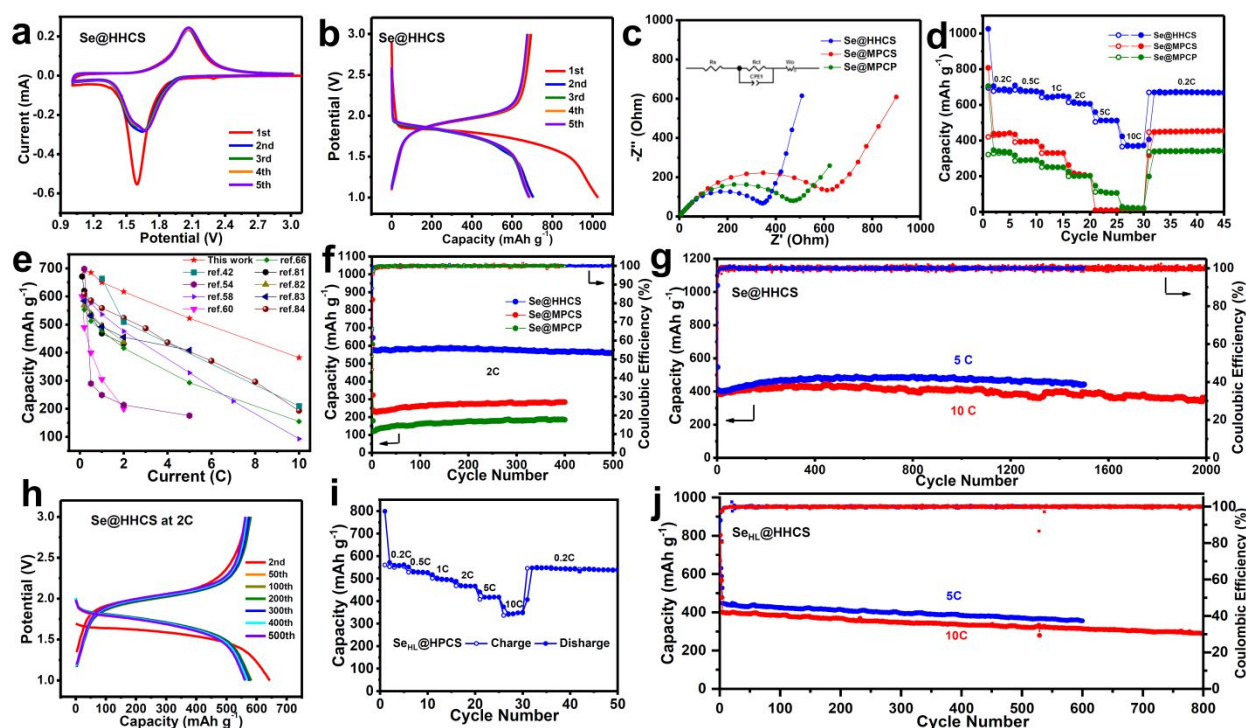 a
Se@HHCS
Current (mA)
0.2
0.0
-0.2
-0.4
-0.6
1st
2nd
3rd
4th
5th
1.0 1.4 1.7 2.1 2.4 2.8 3.1
Potential (V)
b
Se@HHCS
Potential (V)
3.0
2.5
2.0
1.5
1.0
1st
2nd
3rd
4th
5th
0 200 400 600 800 1000
Capacity (mAh g-1)
c
-Z'' (Ohm)
1000
800
600
400
200
0
Se@HHCS
Se@MPCS
Se@MPCP
Rs
Rct
CPE1
Wo
0 200 400 600 800 1000
Z' (Ohm)
d
Capacity (mAh g-1)
1000
800
600
400
200
0
Se@HHCS
Se@MPCS
Se@MPCP
0.2C 0.5C 1C 2C 5C 10C 0.2C
0 5 10 15 20 25 30 35 40 45
Cycle Number
e
Capacity (mAh g-1)
700
600
500
400
300
200
100
This work
ref.42
ref.54
ref.58
ref.60
ref.66
ref.81
ref.82
ref.83
ref.84
0 2 4 6 8 10
Current (C)
f
Capacity (mAh g-1)
1100
1000
900
800
700
600
500
400
300
200
100
0
Se@HHCS
Se@MPCS
Se@MPCP
2C
0 100 200 300 400 500
Cycle Number
100
90
80
70
60
50
40
30
20
10
0
Couloubic Efficiency (%)
g
Se@HHCS
Capacity (mAh g-1)
1200
1000
800
600
400
200
0
5 C
10 C
0 400 800 1200 1600 2000
Cycle Number
100
80
60
40
20
0
Couloubic Efficiency (%)
h
Se@HHCS at 2C
Potential (V)
3.0
2.5
2.0
1.5
1.0
2nd
50th
100th
200th
300th
400th
500th
0 100 200 300 400 500 600 700
Capacity (mAh g-1)
i
Capacity (mAh g-1)
900
800
700
600
500
400
300
200
100
0
0.2C 0.5C 1C 2C 5C 10C 0.2C
SeHL@HPCS
Charge
Disharge
0 10 20 30 40 50
Cycle Number
j
SeHL@HHCS
Capacity (mAh g-1)
1000
800
600
400
200
0
5C
10C
0 100 200 300 400 500 600 700 800
Cycle Number
100
80
60
40
20
0
Coulombic Efficiency (%)